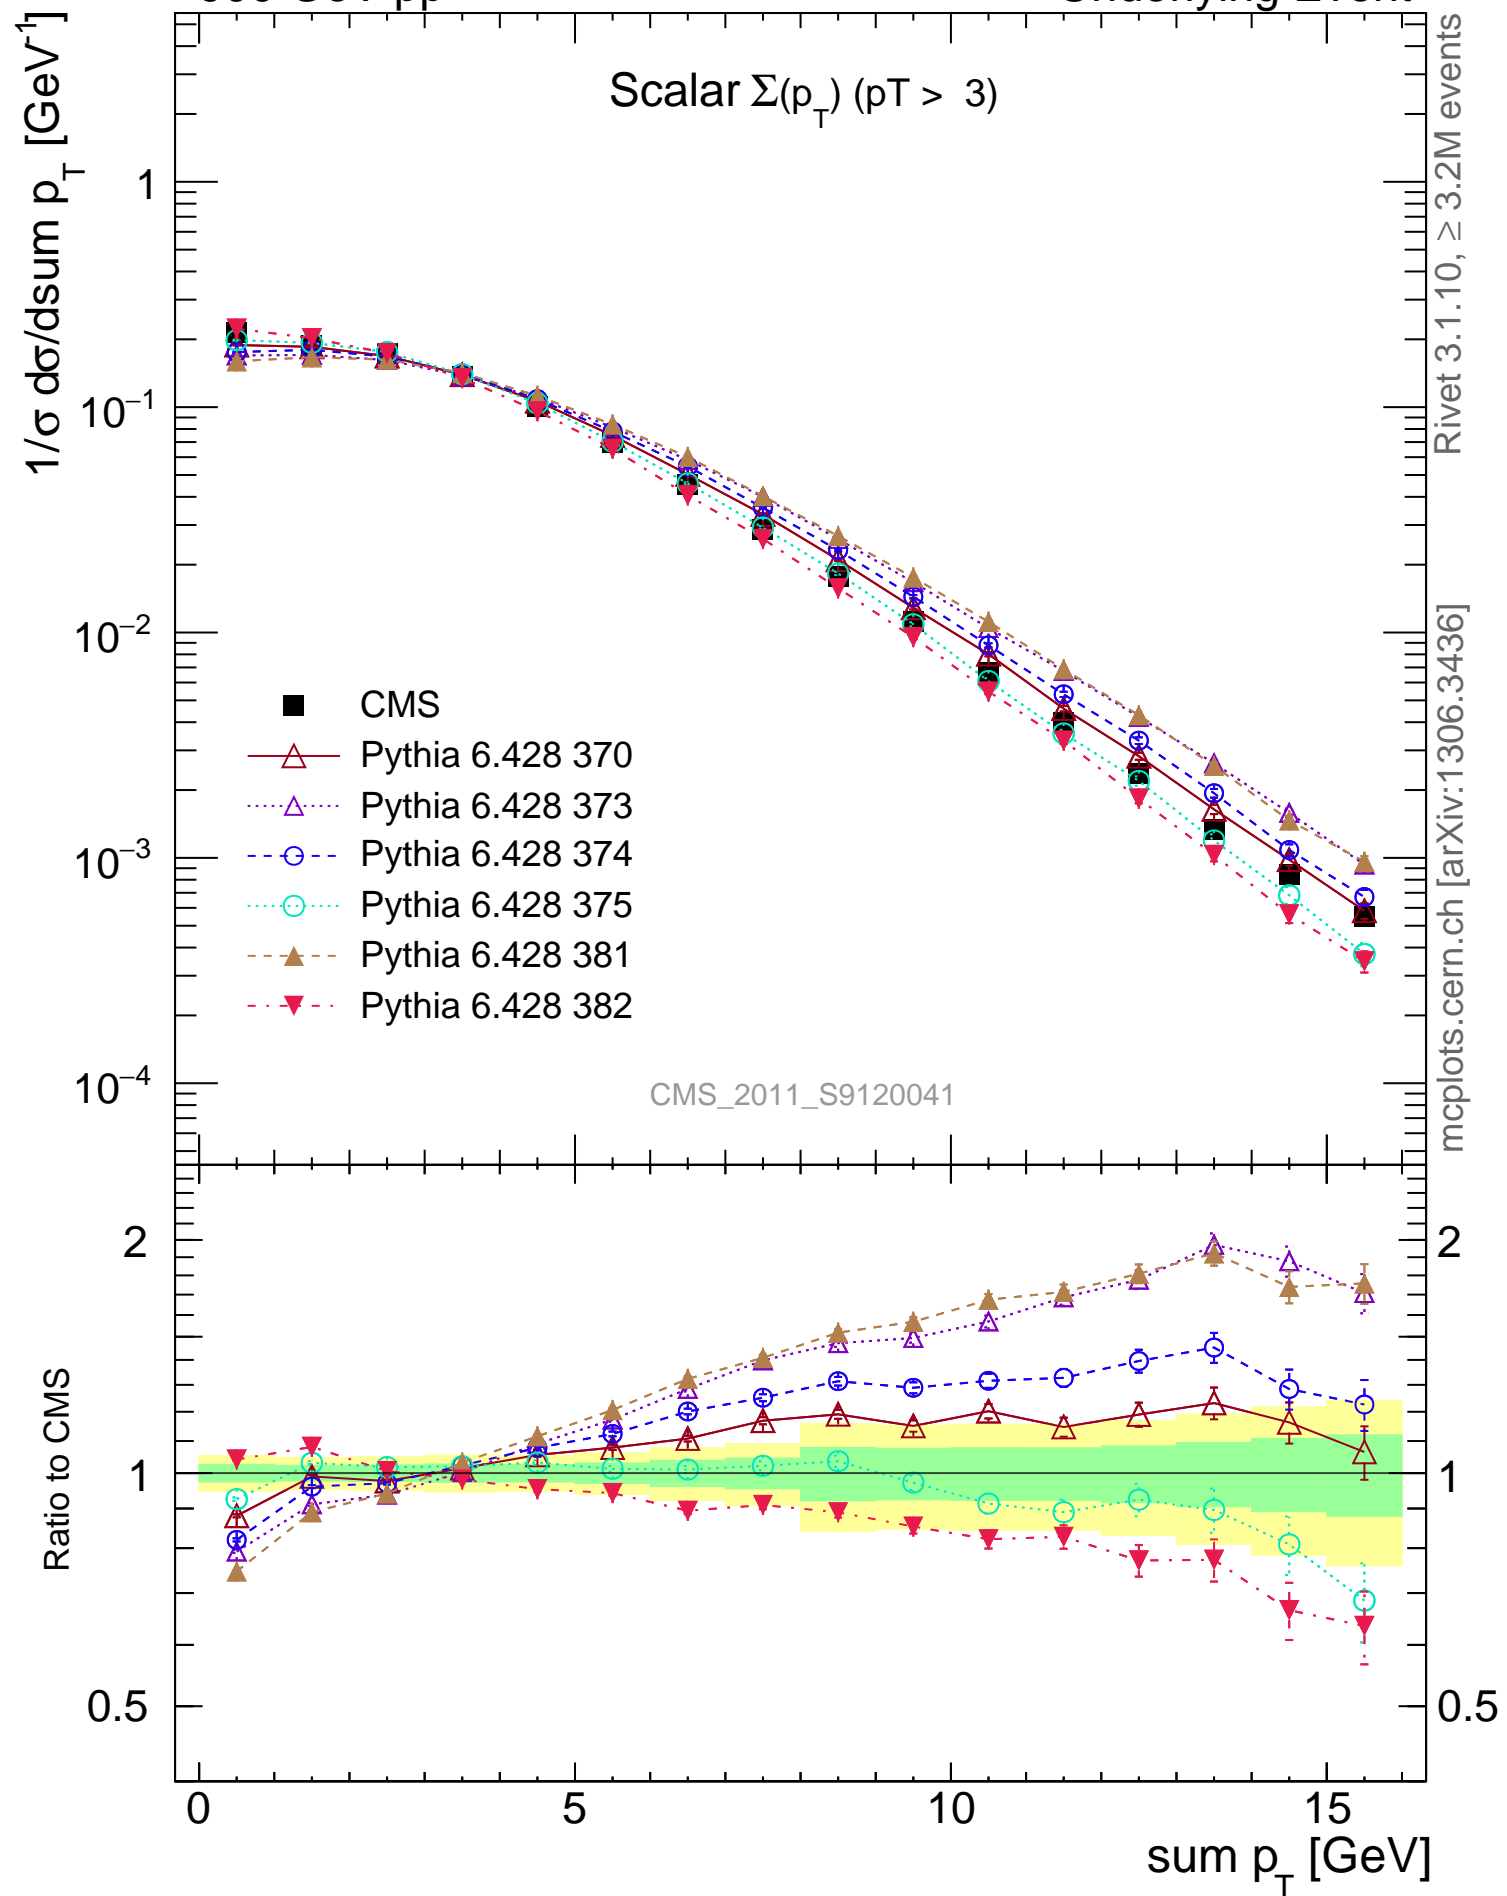 Scalar Σ(p_T) (pT > 3)
1/σ dσ/dsum p_T [GeV^-1]
1
10^−1
10^−2
10^−3
10^−4
CMS
Pythia 6.428 370
Pythia 6.428 373
Pythia 6.428 374
Pythia 6.428 375
Pythia 6.428 381
Pythia 6.428 382
CMS_2011_S9120041
Rivet 3.1.10, ≥ 3.2M events
mcplots.cern.ch [arXiv:1306.3436]
Ratio to CMS
2
1
0.5
2
1
0.5
0 5 10 15
sum p_T [GeV]